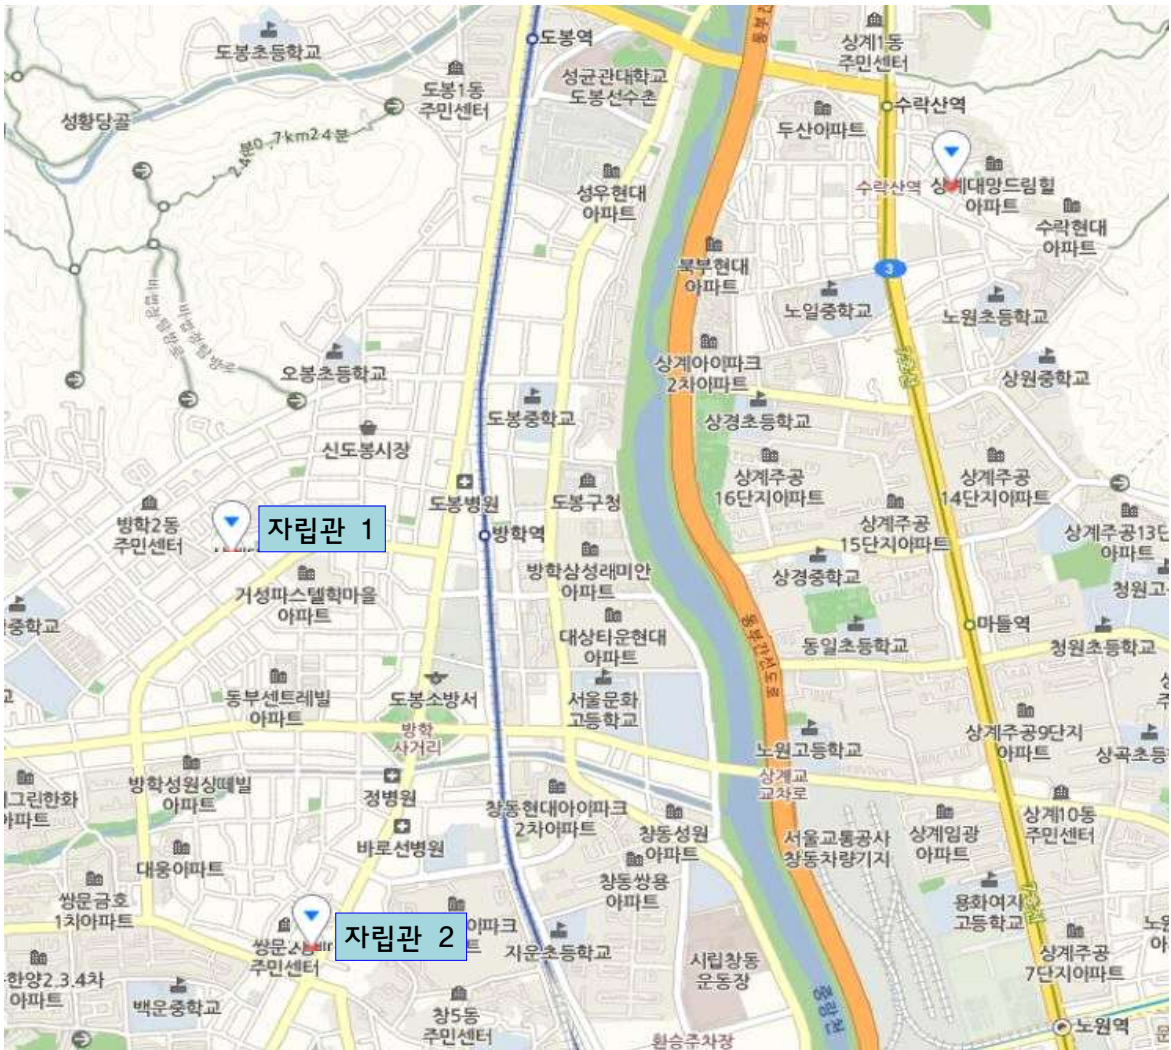 도봉역
도봉초등학교
도봉1동
주민센터
성균관대학교
도봉선수촌
상계1동
주민센터
수락산역
두산아파트
성황당골
성우현대
아파트
수락산역
상계대망드림힐
아파트
수락현대
아파트
북부현대
아파트
3
노일중학교
노원초등학교
상계아이파크
2차아파트
상원중학교
오봉초등학교
도봉중학교
상경초등학교
신도봉시장
상계주공
16단지아파트
상계주공
14단지아파트
도봉병원
도봉구청
방학2동
주민센터
자립관 1
방학역
상계주공
15단지아파트
방학삼성래미안
아파트
상경중학교
거성파스텔학마을
아파트
대상타운현대
아파트
동부간선도로
동일초등학교
마들역
청원초등학교
동부센트레빌
아파트
도봉소방서
서울문화
고등학교
방학
사거리
노원고등학교
상계주공9단지
아파트
상계교
교차로
방학성원상떼빌
아파트
정병원
창동현대아이파크
2차아파트
창동성원
아파트
서울교통공사
창동차량기지
상계임광
아파트
상계10동
주민센터
바로선병원
대웅아파트
창동쌍용
아파트
쌍문금호
1차아파트
용화여자
고등학교
자립관 2
지운초등학교
시립창동
운동장
상계주공
7단지아파트
주민센터
백운중학교
창5동
주민센터
중랑천
노원역
환승주차장